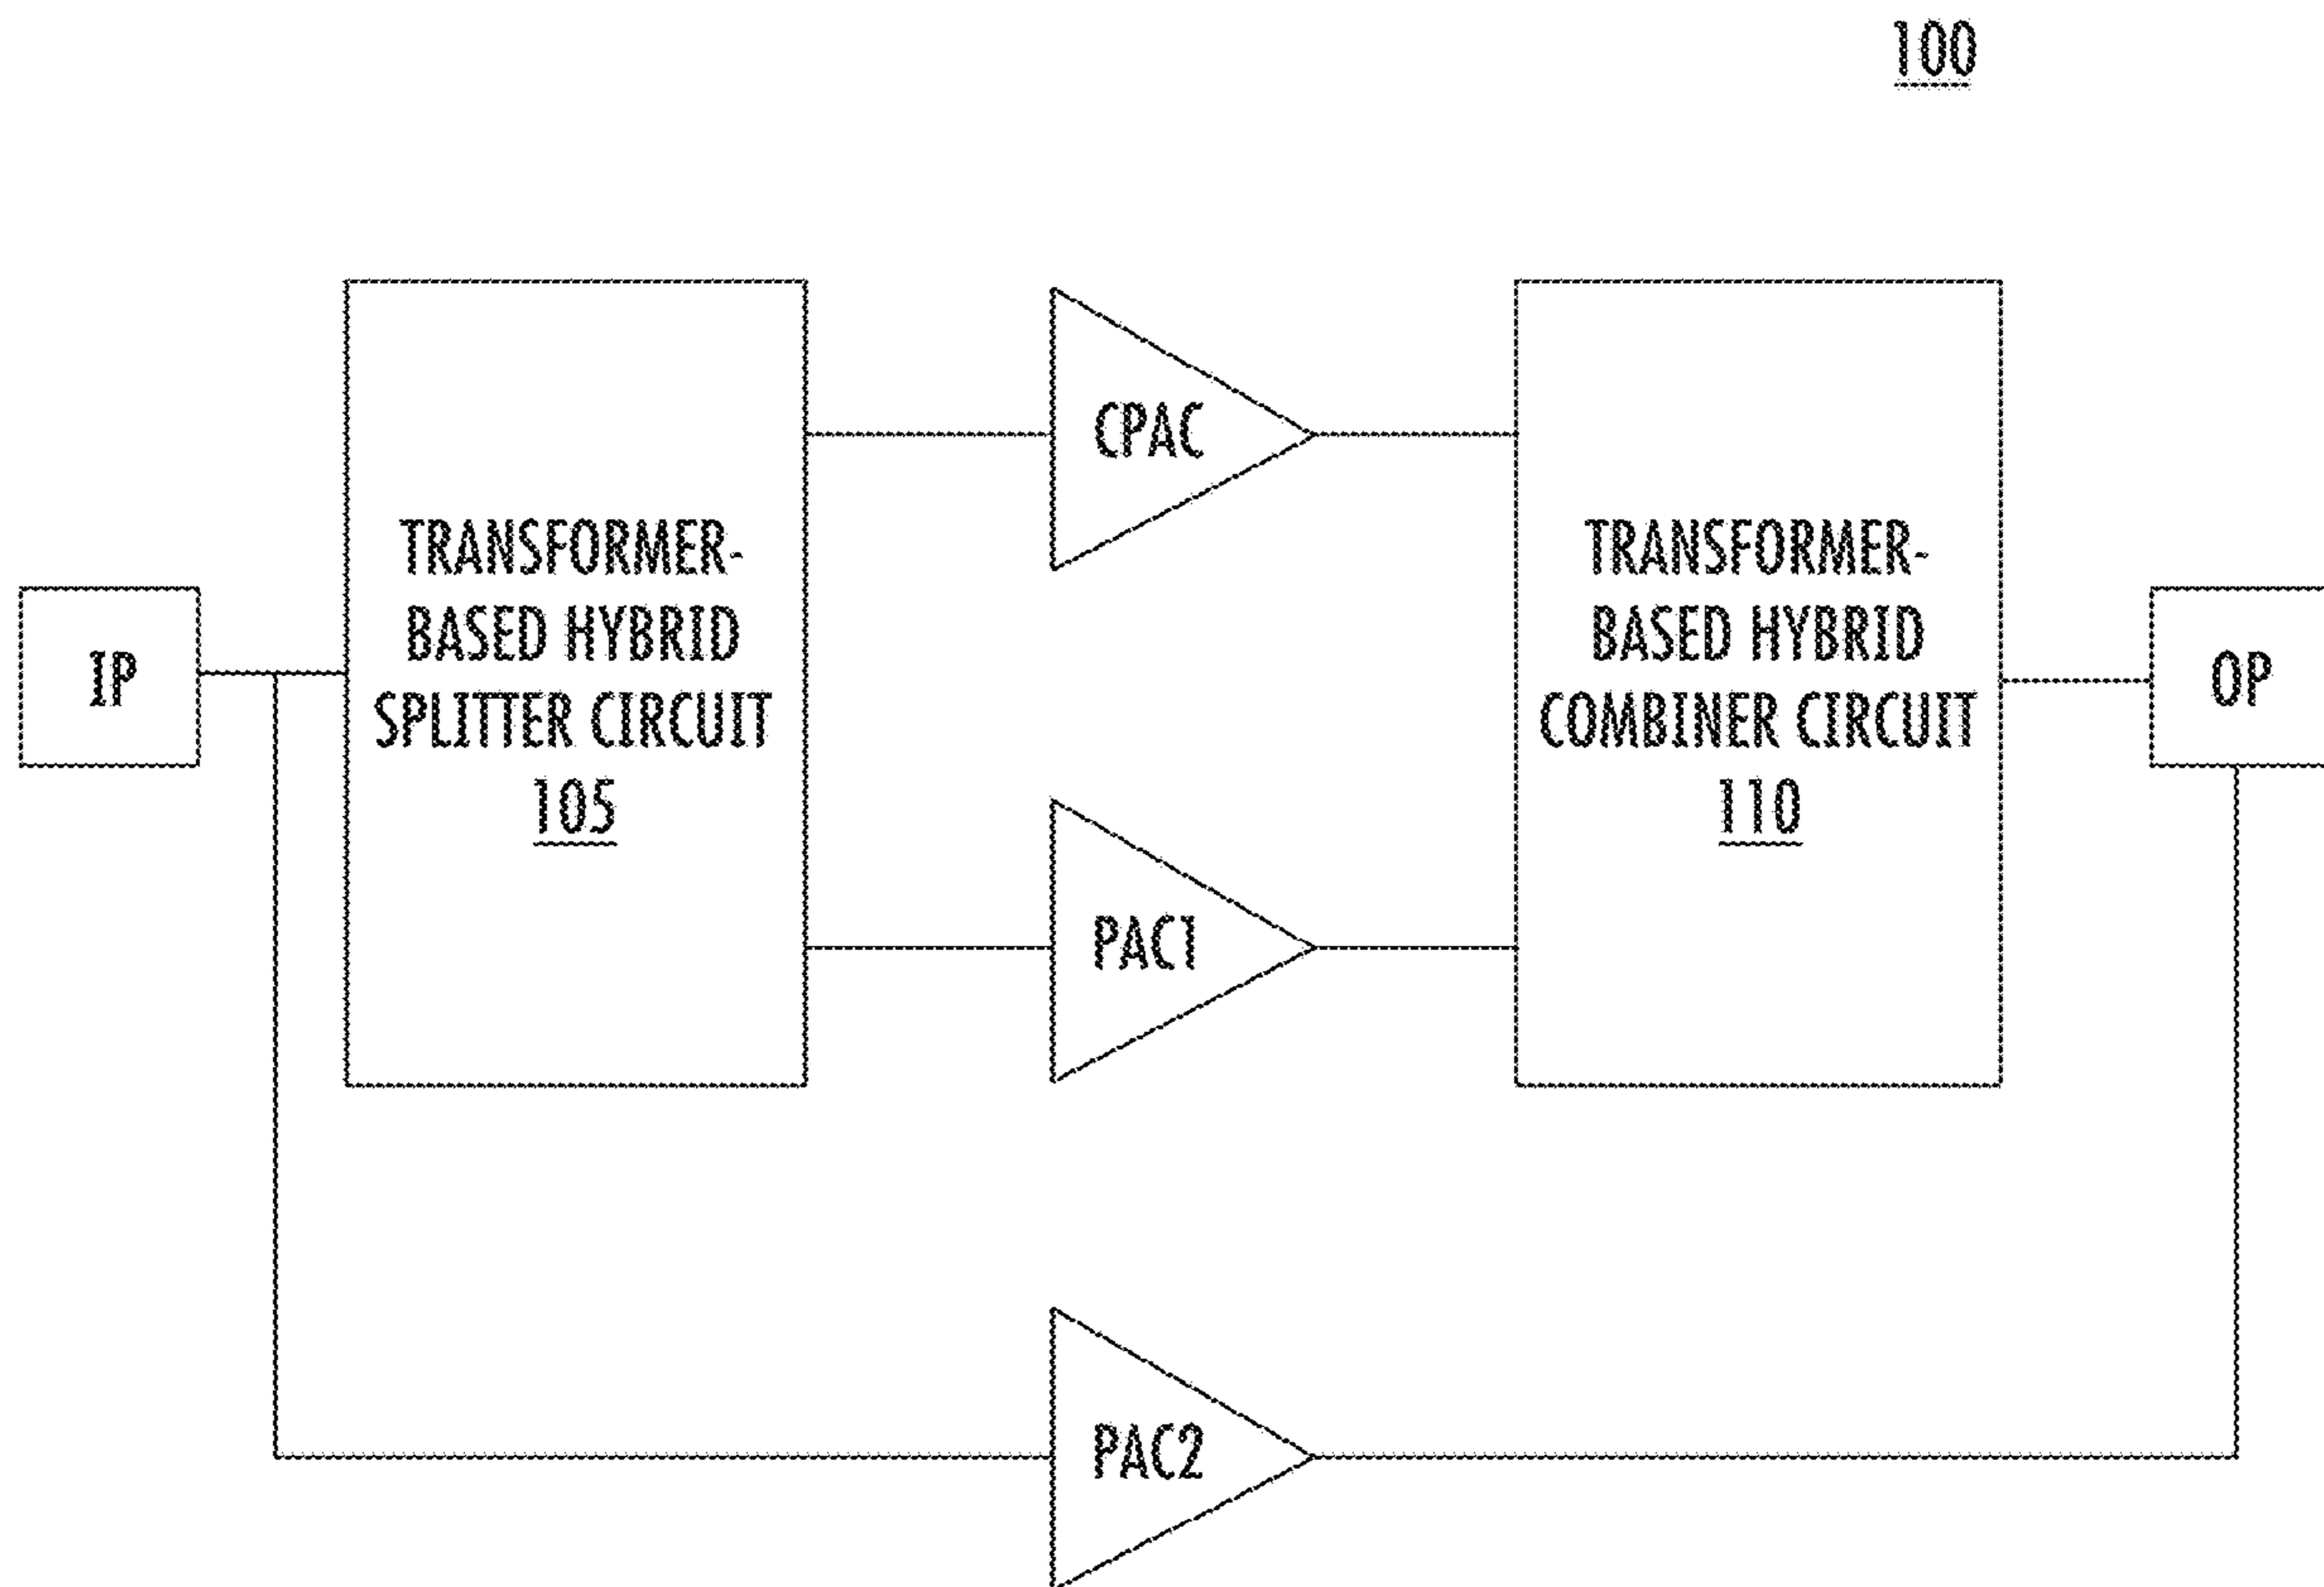 100
IP
TRANSFORMER-
BASED HYBRID
SPLITTER CIRCUIT
105
CPAC
PAC1
PAC2
TRANSFORMER-
BASED HYBRID
COMBINER CIRCUIT
110
OP